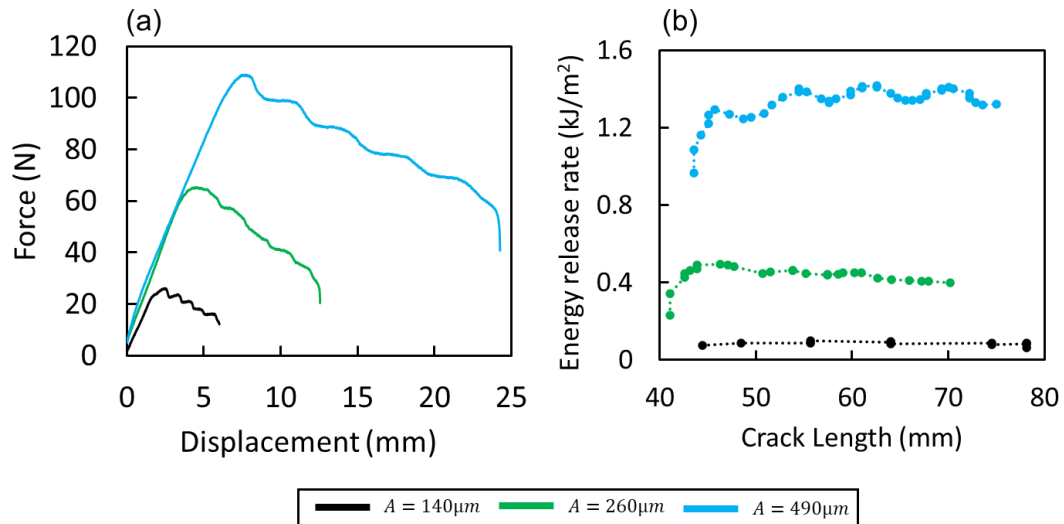 (a)
120
100
80
60
40
20
0
Force (N)
0 5 10 15 20 25
Displacement (mm)
(b)
1.6
1.2
0.8
0.4
0
Energy release rate (kJ/m²)
40 50 60 70 80
Crack Length (mm)
A = 140μm A = 260μm A = 490μm